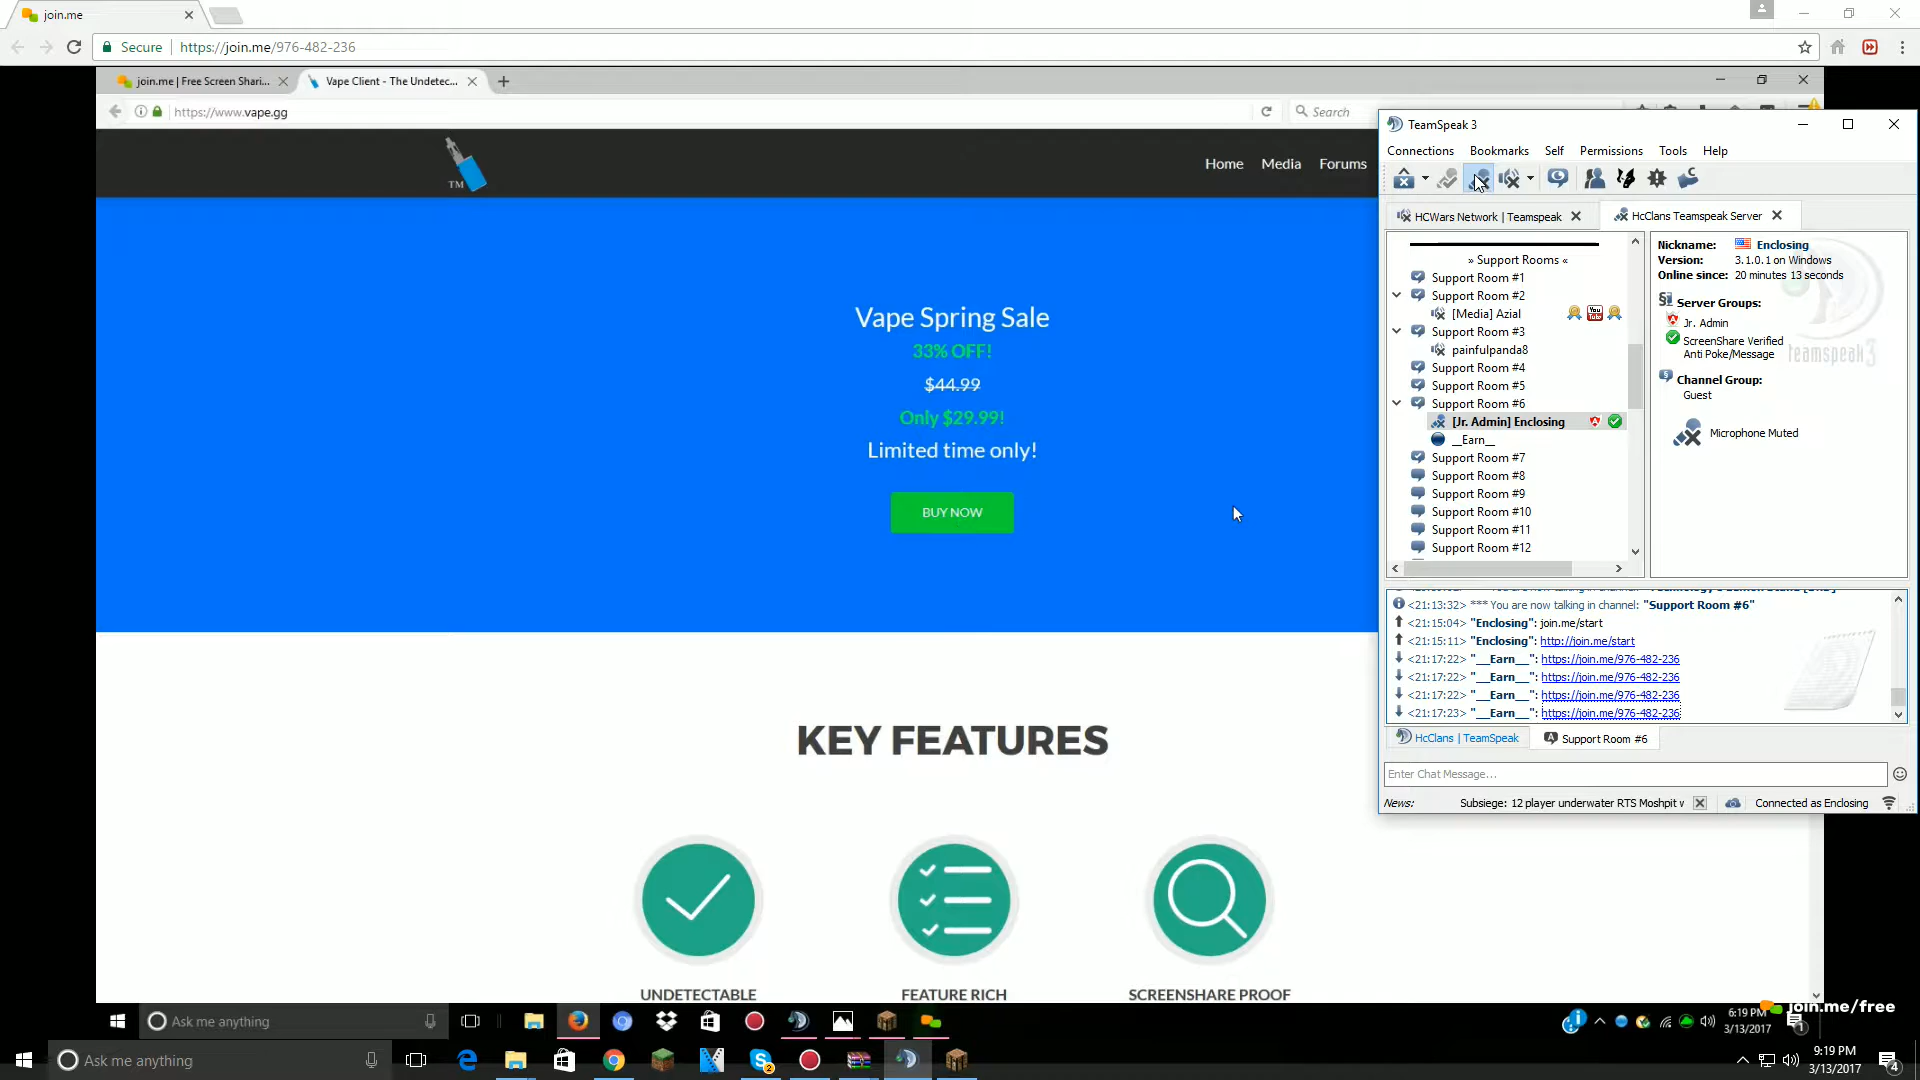 join.me
Secure
https://join.me/976-482-236
join.me | Free Screen Shari...
Vape Client - The Undetec...
https://www.vape.gg
Search
TM
Home
Media
Forums
Vape Spring Sale
33% OFF!
$44.99
Only $29.99!
Limited time only!
BUY NOW
KEY FEATURES
UNDETECTABLE
FEATURE RICH
SCREENSHARE PROOF
TeamSpeak 3
Connections
Bookmarks
Self
Permissions
Tools
Help
HCWars Network | Teamspeak
HcClans Teamspeak Server
» Support Rooms «
Support Room #1
Support Room #2
[Media] Azial
You Tube
Support Room #3
painfulpanda8
Support Room #4
Support Room #5
Support Room #6
[Jr. Admin] Enclosing
__Earn__
Support Room #7
Support Room #8
Support Room #9
Support Room #10
Support Room #11
Support Room #12
Nickname: Enclosing
Version: 3.1.0.1 on Windows
Online since: 20 minutes 13 seconds
Server Groups:
Jr. Admin
ScreenShare Verified
Anti Poke/Message
Channel Group:
Guest
Microphone Muted
teamspeak 3
<21:13:32> *** You are now talking in channel: "Support Room #6"
<21:15:04> "Enclosing": join.me/start
<21:15:11> "Enclosing": http://join.me/start
<21:17:22> "__Earn__": https://join.me/976-482-236
<21:17:22> "__Earn__": https://join.me/976-482-236
<21:17:22> "__Earn__": https://join.me/976-482-236
<21:17:23> "__Earn__": https://join.me/976-482-236
HcClans | TeamSpeak
Support Room #6
Enter Chat Message...
News:
Subsiege: 12 player underwater RTS Moshpit
Connected as Enclosing
Ask me anything
6:19 PM
3/13/2017
1
join.me/free
Ask me anything
2
9:19 PM
3/13/2017
4